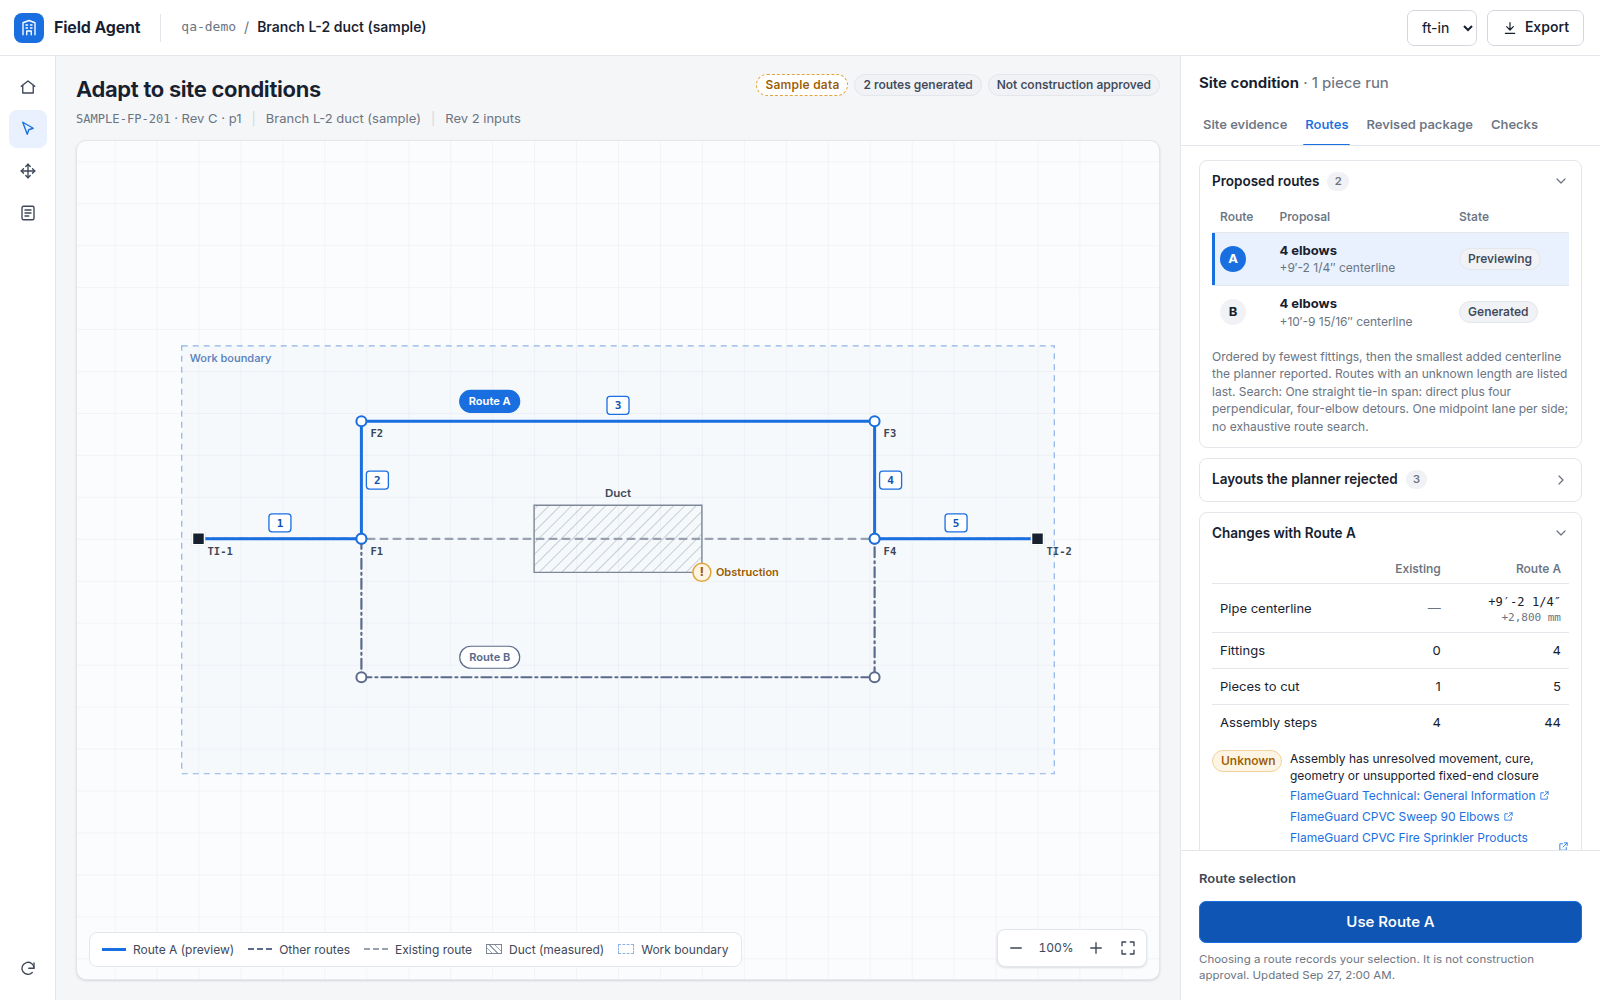 Field Agent
qa-demo / Branch L-2 duct (sample)
ft-in
Export
Adapt to site conditions
Sample data
2 routes generated
Not construction approved
SAMPLE-FP-201 · Rev C · p1 | Branch L-2 duct (sample) | Rev 2 inputs
Work boundary
Route A
3
F2
F3
2
4
Duct
1
5
TI-1
F1
F4
TI-2
! Obstruction
Route B
Route A (preview)
Other routes
Existing route
Duct (measured)
Work boundary
100%
Site condition · 1 piece run
Site evidence
Routes
Revised package
Checks
Proposed routes 2
Route Proposal State
A 4 elbows Previewing
+9′-2 1/4″ centerline
B 4 elbows Generated
+10′-9 15/16″ centerline
Ordered by fewest fittings, then the smallest added centerline
the planner reported. Routes with an unknown length are listed
last. Search: One straight tie-in span: direct plus four
perpendicular, four-elbow detours. One midpoint lane per side;
no exhaustive route search.
Layouts the planner rejected 3
Changes with Route A
Existing Route A
Pipe centerline — +9′-2 1/4″
+2,800 mm
Fittings 0 4
Pieces to cut 1 5
Assembly steps 4 44
Unknown Assembly has unresolved movement, cure,
geometry or unsupported fixed-end closure
FlameGuard Technical: General Information
FlameGuard CPVC Sweep 90 Elbows
FlameGuard CPVC Fire Sprinkler Products
Route selection
Use Route A
Choosing a route records your selection. It is not construction
approval. Updated Sep 27, 2:00 AM.